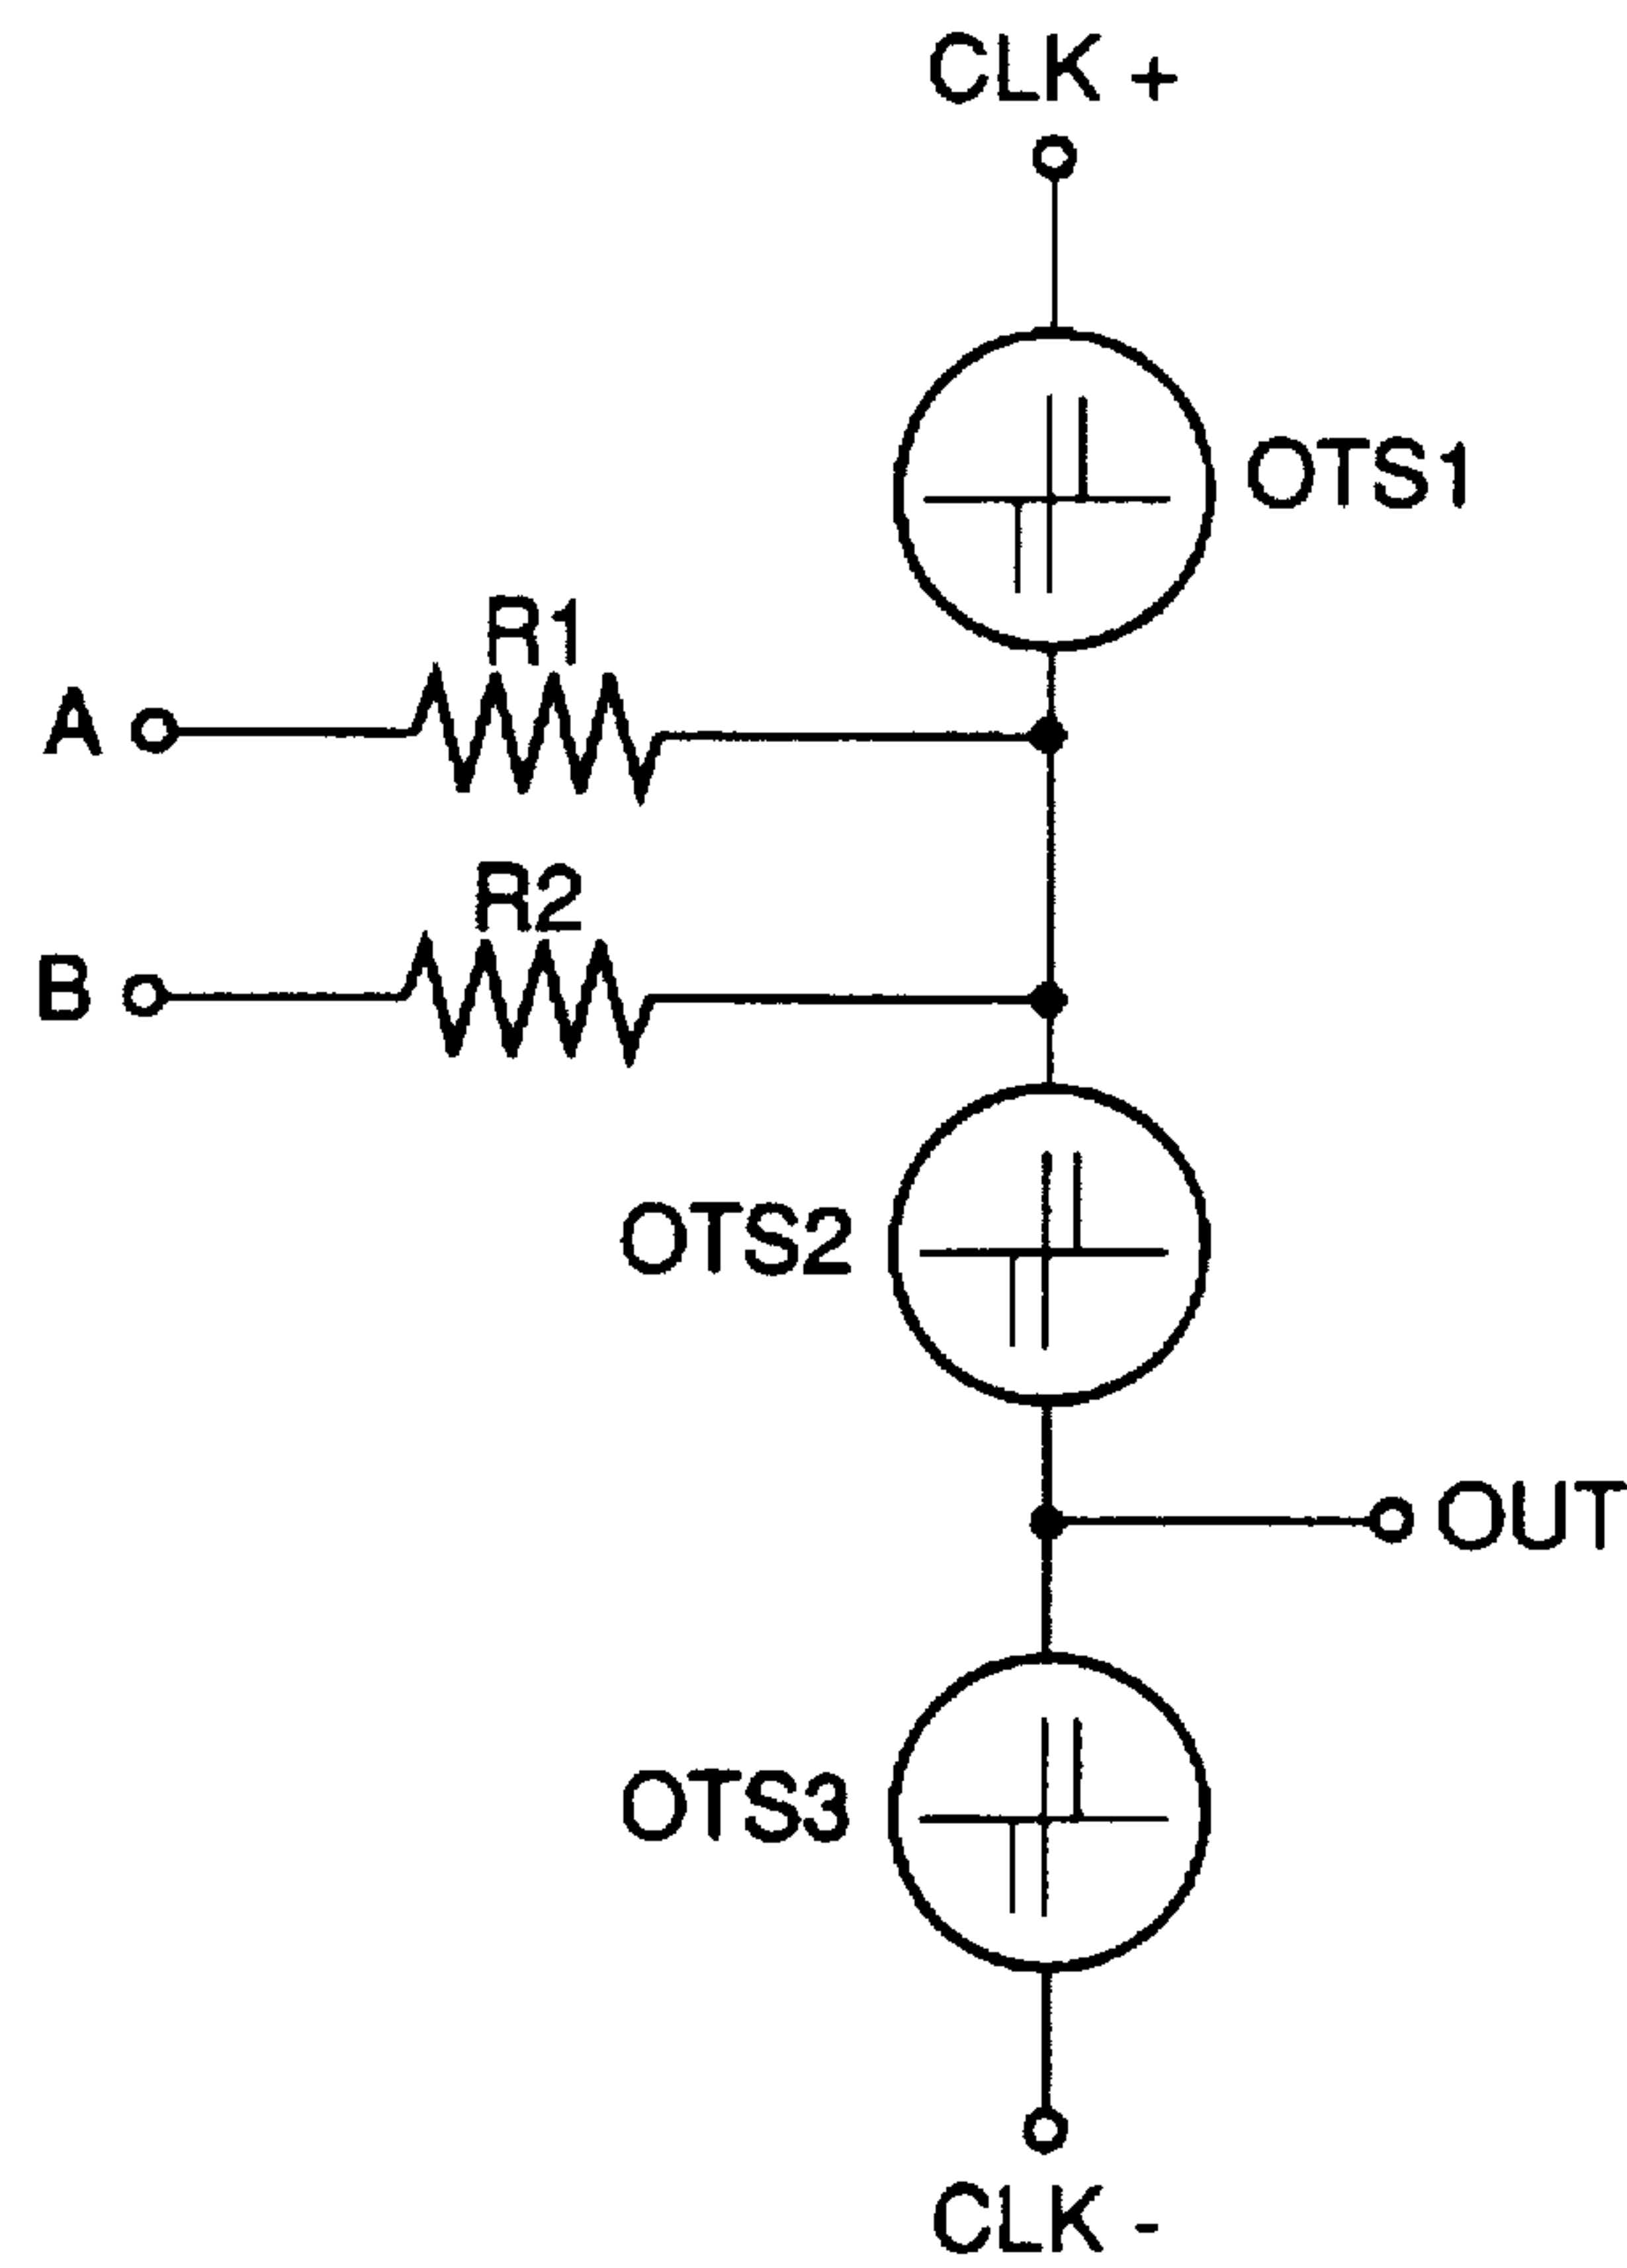 CLK +
OTS1
R1
A
R2
B
OTS2
OUT
OTS3
CLK -